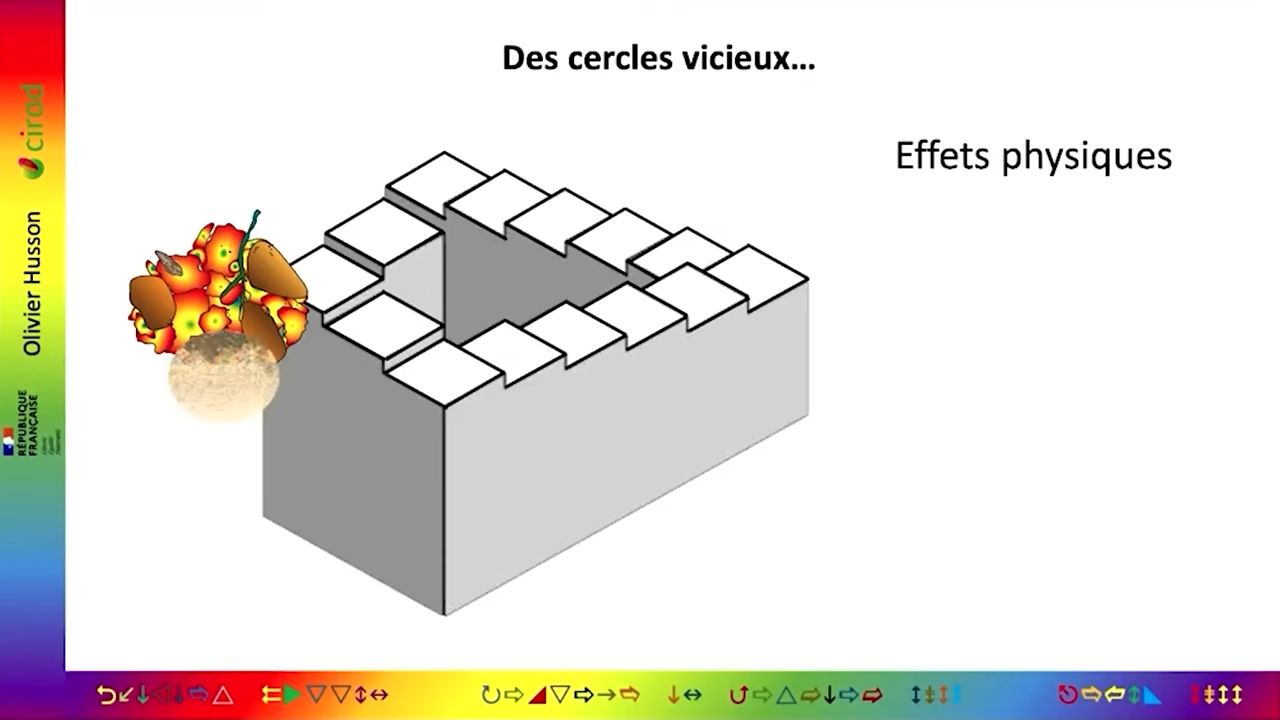 Des cercles vicieux...
Effets physiques
cirad
Olivier Husson
RÉPUBLIQUE
FRANÇAISE